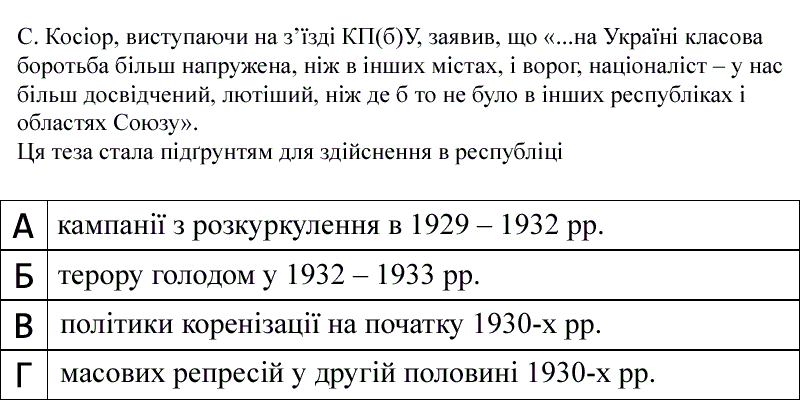 С. Косіор, виступаючи на з’їзді КП(б)У, заявив, що «...на Україні класова
боротьба більш напружена, ніж в інших містах, і ворог, націоналіст – у нас
більш досвідчений, лютіший, ніж де б то не було в інших республіках і
областях Союзу».
Ця теза стала підґрунтям для здійснення в республіці
А кампанії з розкуркулення в 1929 – 1932 рр.
Б терору голодом у 1932 – 1933 рр.
В політики коренізації на початку 1930-х рр.
Г масових репресій у другій половині 1930-х рр.